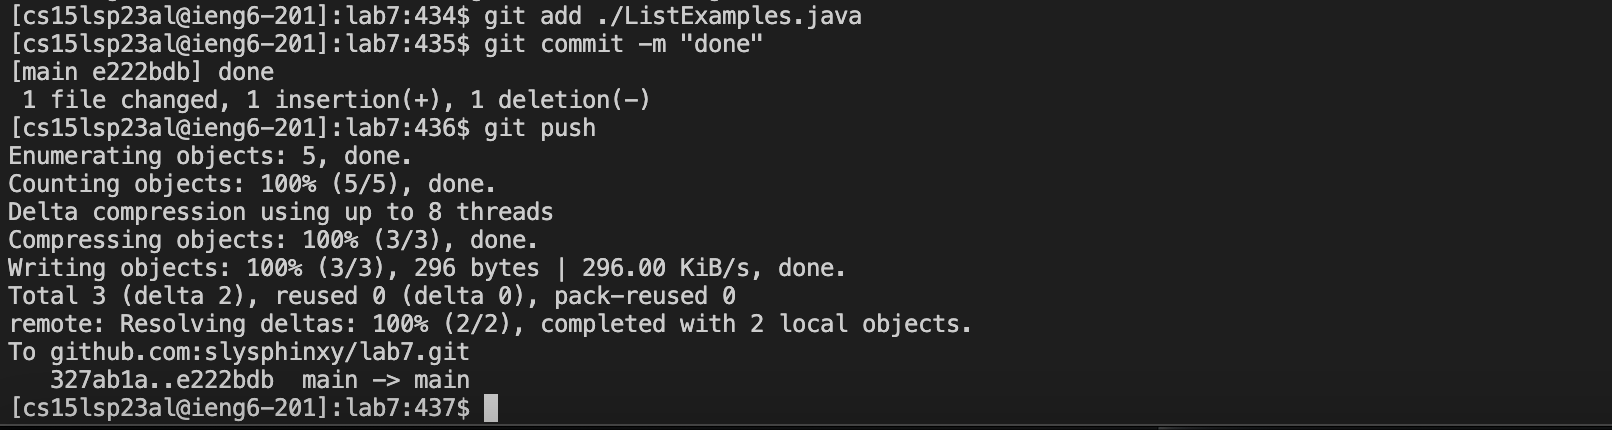 [cs15lsp23al@ieng6-201]:lab7:434$ git add ./ListExamples.java
[cs15lsp23al@ieng6-201]:lab7:435$ git commit -m "done"
[main e222bdb] done
 1 file changed, 1 insertion(+), 1 deletion(-)
[cs15lsp23al@ieng6-201]:lab7:436$ git push
Enumerating objects: 5, done.
Counting objects: 100% (5/5), done.
Delta compression using up to 8 threads
Compressing objects: 100% (3/3), done.
Writing objects: 100% (3/3), 296 bytes | 296.00 KiB/s, done.
Total 3 (delta 2), reused 0 (delta 0), pack-reused 0
remote: Resolving deltas: 100% (2/2), completed with 2 local objects.
To github.com:slysphinxy/lab7.git
   327ab1a..e222bdb  main -> main
[cs15lsp23al@ieng6-201]:lab7:437$